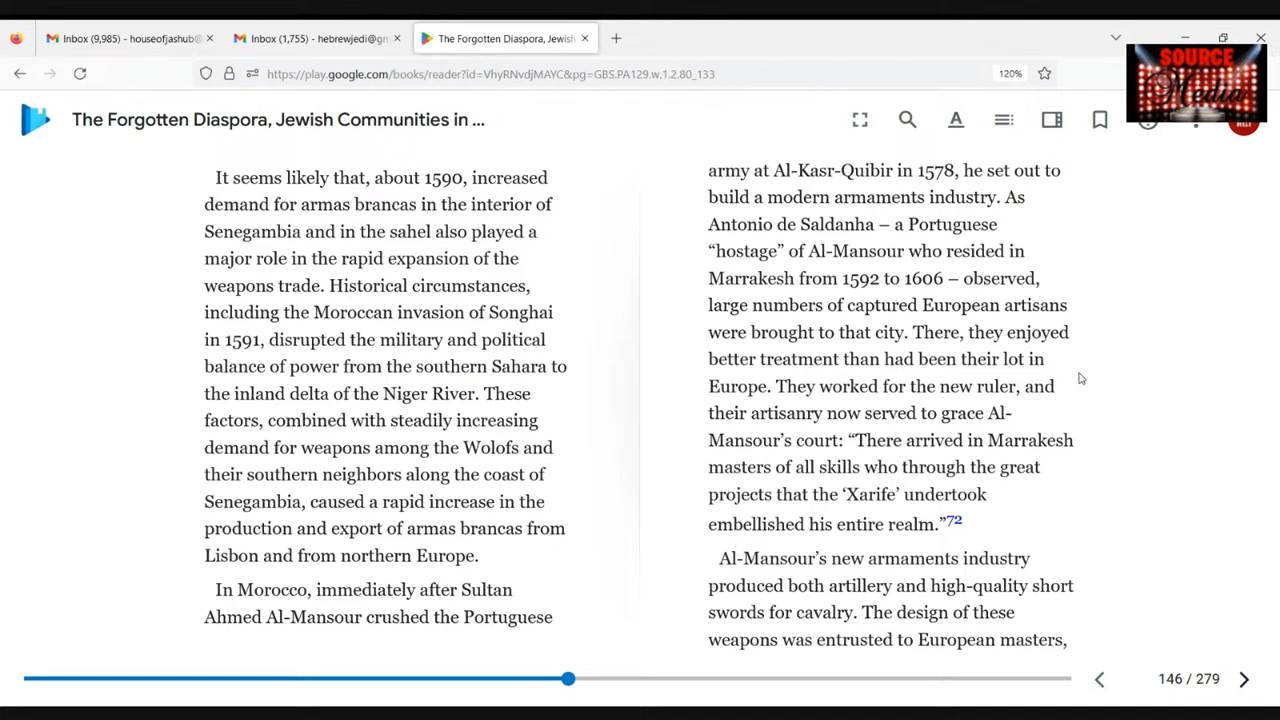 Inbox (9,985) - houseofjashub@
Inbox (1,755) - hebrewjedi@gm
The Forgotten Diaspora, Jewish
https://play.google.com/books/reader?id=VhyRNvdjMAYC&pg=GBS.PA129.w.1.2.80_133
120%
SOURCE
Media
The Forgotten Diaspora, Jewish Communities in ...
It seems likely that, about 1590, increased
demand for armas brancas in the interior of
Senegambia and in the sahel also played a
major role in the rapid expansion of the
weapons trade. Historical circumstances,
including the Moroccan invasion of Songhai
in 1591, disrupted the military and political
balance of power from the southern Sahara to
the inland delta of the Niger River. These
factors, combined with steadily increasing
demand for weapons among the Wolofs and
their southern neighbors along the coast of
Senegambia, caused a rapid increase in the
production and export of armas brancas from
Lisbon and from northern Europe.
In Morocco, immediately after Sultan
Ahmed Al-Mansour crushed the Portuguese
army at Al-Kasr-Quibir in 1578, he set out to
build a modern armaments industry. As
Antonio de Saldanha – a Portuguese
“hostage” of Al-Mansour who resided in
Marrakesh from 1592 to 1606 – observed,
large numbers of captured European artisans
were brought to that city. There, they enjoyed
better treatment than had been their lot in
Europe. They worked for the new ruler, and
their artisanry now served to grace Al-
Mansour’s court: “There arrived in Marrakesh
masters of all skills who through the great
projects that the ‘Xarife’ undertook
embellished his entire realm.”72
Al-Mansour’s new armaments industry
produced both artillery and high-quality short
swords for cavalry. The design of these
weapons was entrusted to European masters,
146 / 279